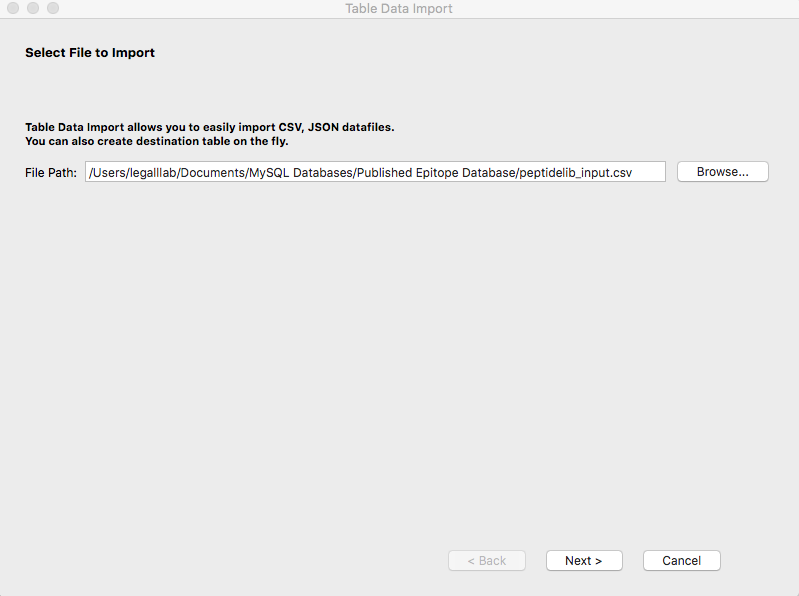 Table Data Import
Select File to Import
Table Data Import allows you to easily import CSV, JSON datafiles.
You can also create destination table on the fly.
File Path: /Users/legalllab/Documents/MySQL Databases/Published Epitope Database/peptidelib_input.csv Browse...
< Back Next > Cancel